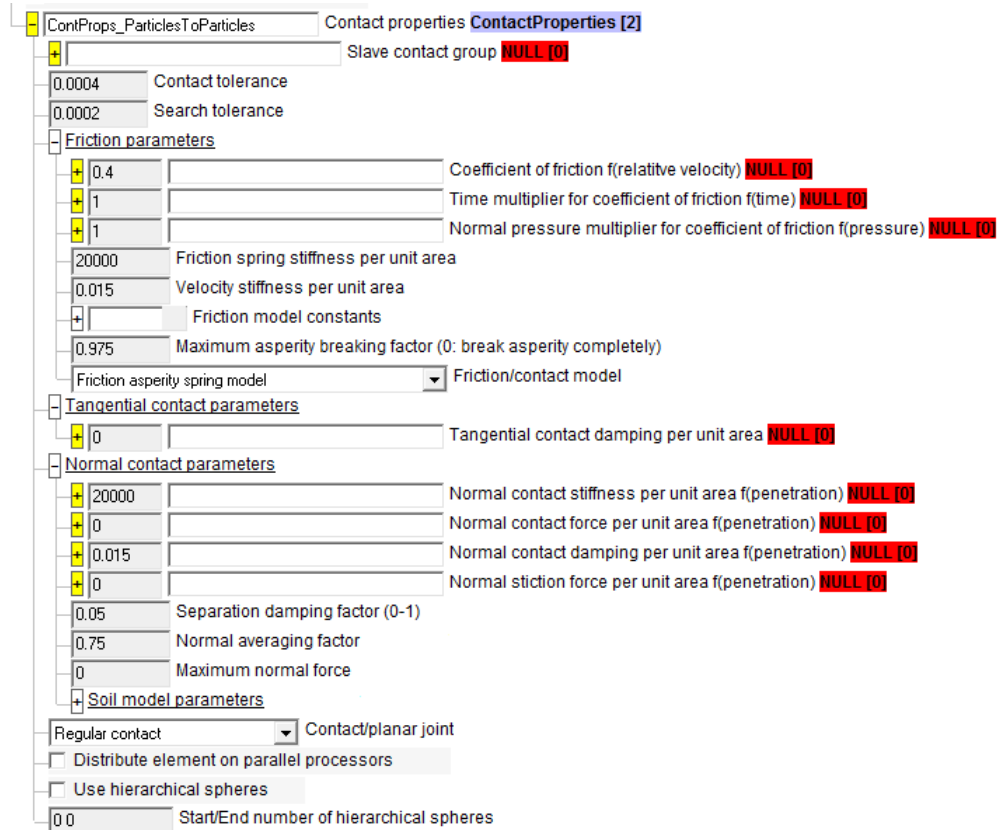 ContProps_ParticlesToParticles Contact properties ContactProperties [2]
Slave contact group NULL [0]
0.0004 Contact tolerance
0.0002 Search tolerance
Friction parameters
0.4 Coefficient of friction f(relatitve velocity) NULL [0]
1 Time multiplier for coefficient of friction f(time) NULL [0]
1 Normal pressure multiplier for coefficient of friction f(pressure) NULL [0]
20000 Friction spring stiffness per unit area
0.015 Velocity stiffness per unit area
Friction model constants
0.975 Maximum asperity breaking factor (0: break asperity completely)
Friction asperity spring model Friction/contact model
Tangential contact parameters
0 Tangential contact damping per unit area NULL [0]
Normal contact parameters
20000 Normal contact stiffness per unit area f(penetration) NULL [0]
0 Normal contact force per unit area f(penetration) NULL [0]
0.015 Normal contact damping per unit area f(penetration) NULL [0]
0 Normal stiction force per unit area f(penetration) NULL [0]
0.05 Separation damping factor (0-1)
0.75 Normal averaging factor
0 Maximum normal force
Soil model parameters
Regular contact Contact/planar joint
Distribute element on parallel processors
Use hierarchical spheres
0 0 Start/End number of hierarchical spheres